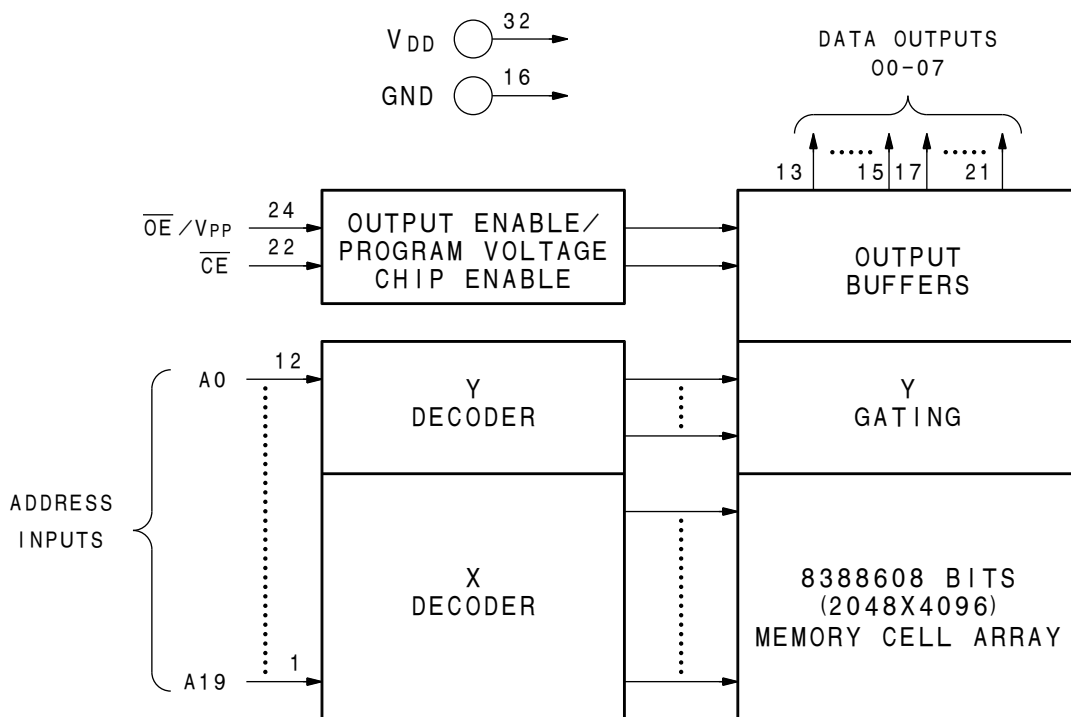 VDD 32
GND 16
DATA OUTPUTS
O0-O7
13 15 17 21
OE/VPP 24
CE 22
OUTPUT ENABLE/
PROGRAM VOLTAGE
CHIP ENABLE
OUTPUT
BUFFERS
A0 12
Y
DECODER
Y
GATING
ADDRESS
INPUTS
X
DECODER
8388608 BITS
(2048X4096)
MEMORY CELL ARRAY
A19 1